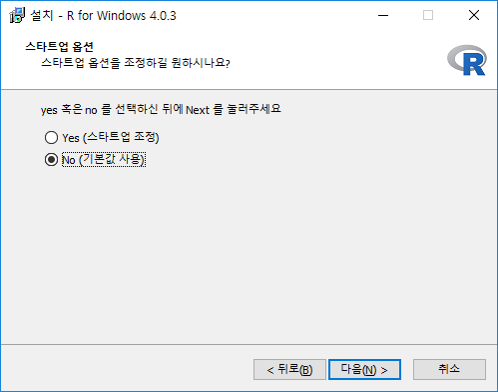 설치 - R for Windows 4.0.3
스타트업 옵션
스타트업 옵션을 조정하길 원하시나요?
R
yes 혹은 no 를 선택하신 뒤에 Next 를 눌러주세요
Yes (스타트업 조정)
No (기본값 사용)
< 뒤로(B) 다음(N) > 취소